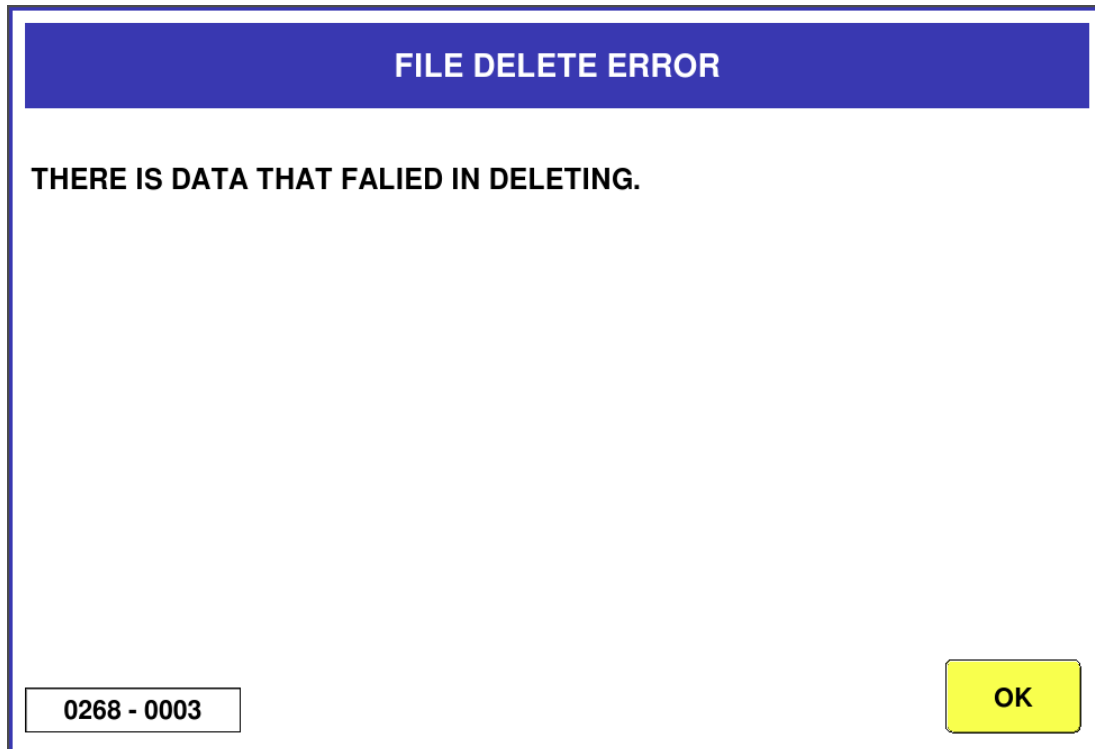 FILE DELETE ERROR
THERE IS DATA THAT FALIED IN DELETING.
0268 - 0003
OK